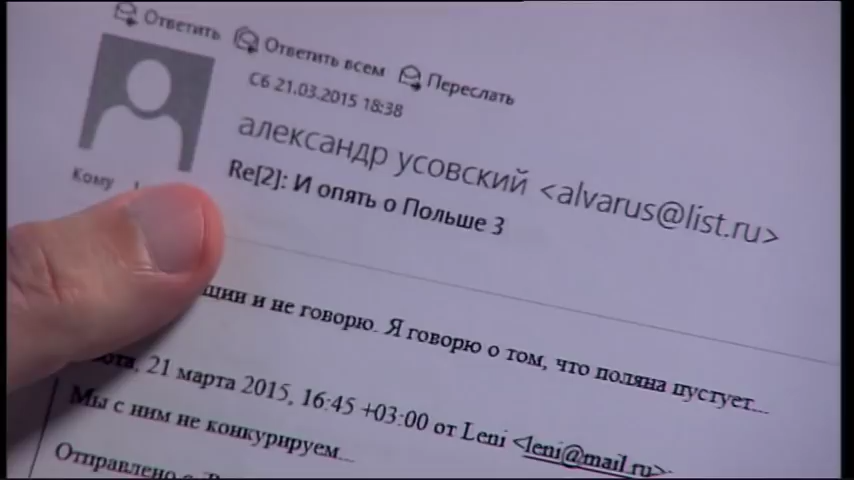 Ответить Ответить всем Переслать
Сб 21.03.2015 18:38
александр усовский <alvarus@list.ru>
Кому
Re[2]: И опять о Польше 3
и не говорю. Я говорю о том, что поляна пустует...
21 марта 2015, 16:45 +03:00 от Leni <leni@mail.ru>:
Мы с ним не конкурируем...
Отправлено с